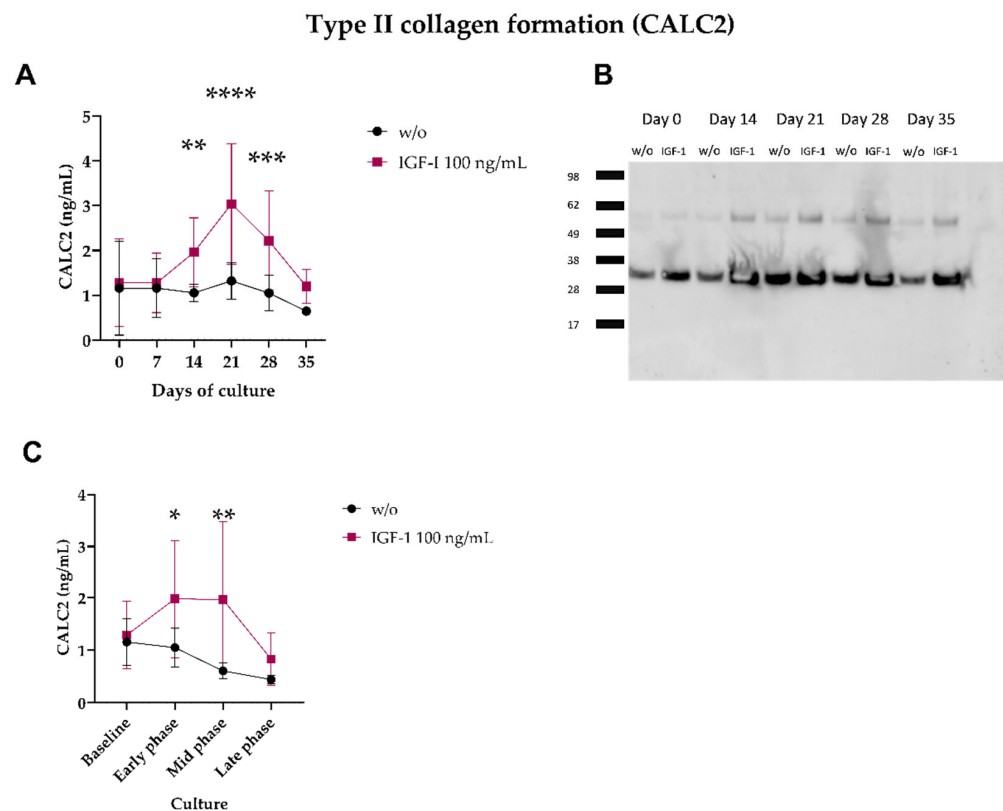 Type II collagen formation (CALC2)
A
**** 
** ***
5
4
3
2
1
0
CALC2 (ng/mL)
0 7 14 21 28 35
Days of culture
w/o
IGF-I 100 ng/mL
B
Day 0 Day 14 Day 21 Day 28 Day 35
w/o IGF-1 w/o IGF-1 w/o IGF-1 w/o IGF-1 w/o IGF-1
98
62
49
38
28
17
C
* **
4
3
2
1
0
CALC2 (ng/mL)
Baseline
Early phase
Mid phase
Late phase
Culture
w/o
IGF-1 100 ng/mL